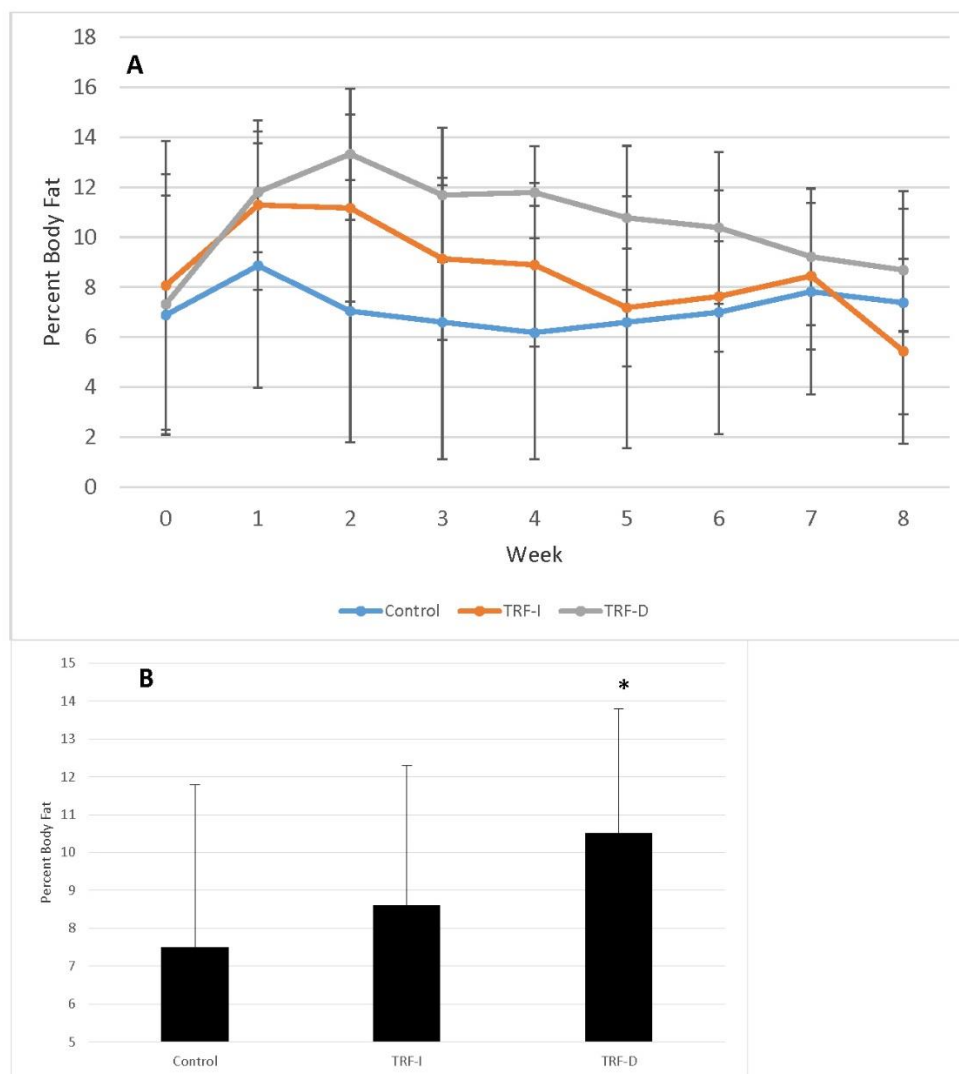 A
18
16
14
12
10
8
6
4
2
0
Percent Body Fat
0 1 2 3 4 5 6 7 8
Week
Control TRF-I TRF-D
B
*
15
14
13
12
11
10
9
8
7
6
5
Percent Body Fat
Control TRF-I TRF-D